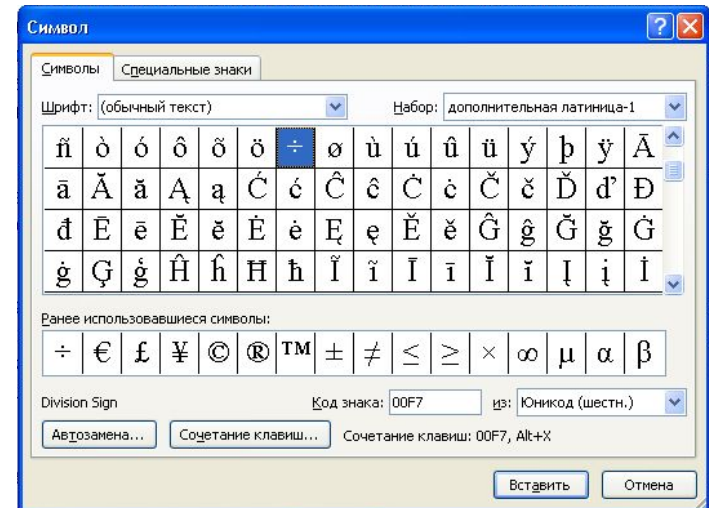 Символ
Символы Специальные знаки
Шрифт: (обычный текст) Набор: дополнительная латиница-1
ñ ò ó ô õ ö ÷ ø ù ú û ü ý þ ÿ Ā
ā Ă ă Ą ą Ć ć Ĉ ĉ Ċ ċ Č č Ď ď Đ
đ Ē ē Ĕ ĕ Ė ė Ę ę Ě ě Ĝ ĝ Ğ ğ Ġ
ġ Ģ ģ Ĥ ĥ Ħ ħ Ĩ ĩ Ī ī Ĭ ĭ Į į İ
Ранее использовавшиеся символы:
÷ € £ ¥ © ® ™ ± ≠ ≤ ≥ × ∞ µ α β
Division Sign Код знака: 00F7 из: Юникод (шестн.)
Автозамена... Сочетание клавиш... Сочетание клавиш: 00F7, Alt+X
Вставить Отмена